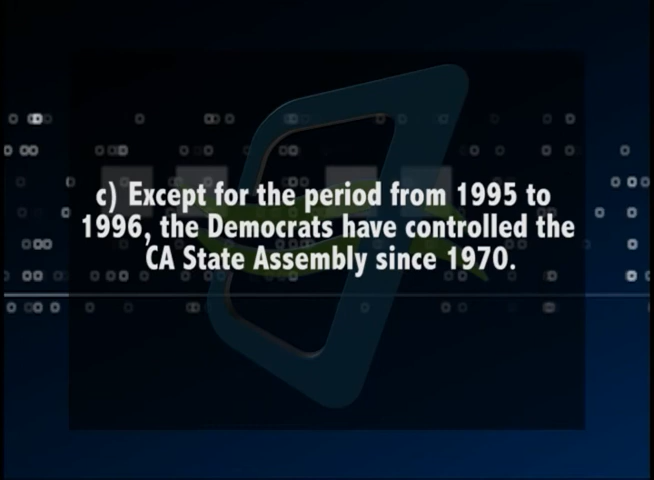 c) Except for the period from 1995 to
1996, the Democrats have controlled the
CA State Assembly since 1970.